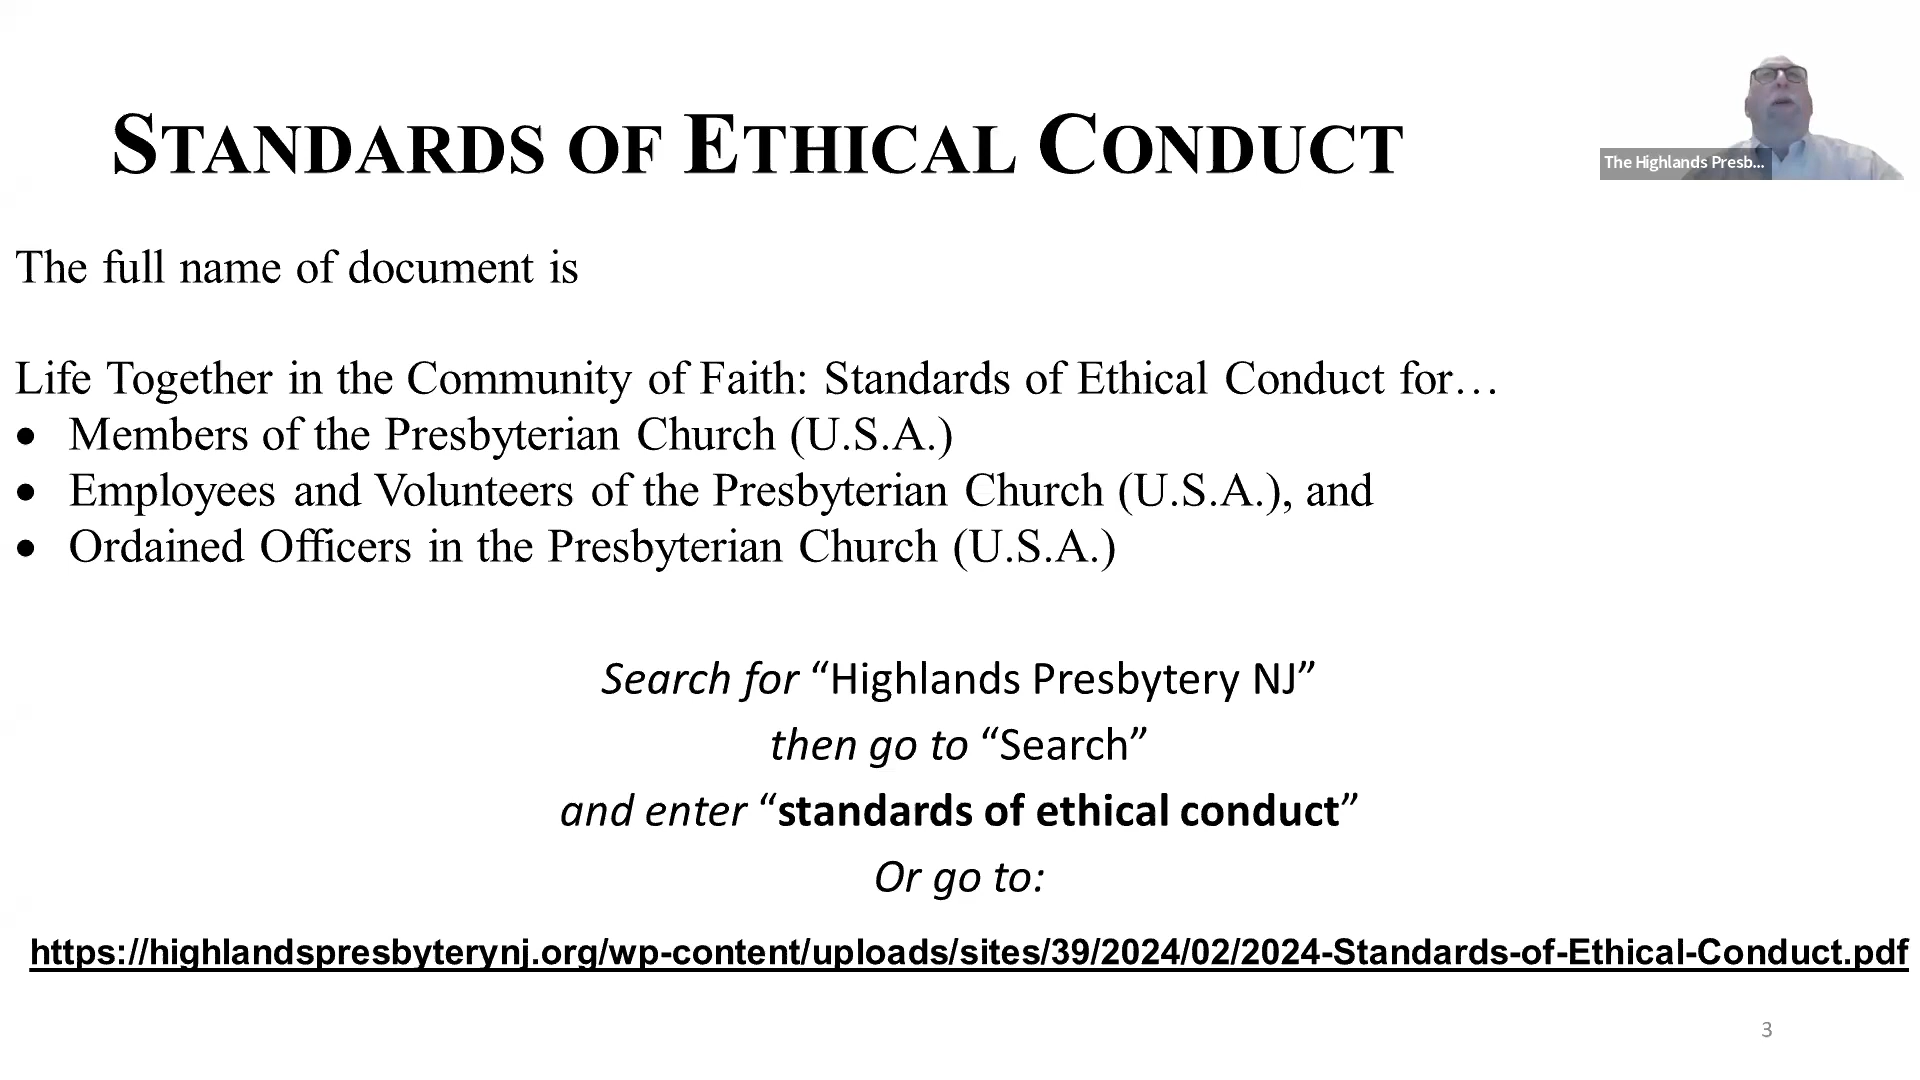 STANDARDS OF ETHICAL CONDUCT
The Highlands Presb...
The full name of document is
Life Together in the Community of Faith: Standards of Ethical Conduct for…
• Members of the Presbyterian Church (U.S.A.)
• Employees and Volunteers of the Presbyterian Church (U.S.A.), and
• Ordained Officers in the Presbyterian Church (U.S.A.)
Search for “Highlands Presbytery NJ”
then go to “Search”
and enter “standards of ethical conduct”
Or go to:
https://highlandspresbyterynj.org/wp-content/uploads/sites/39/2024/02/2024-Standards-of-Ethical-Conduct.pdf
3